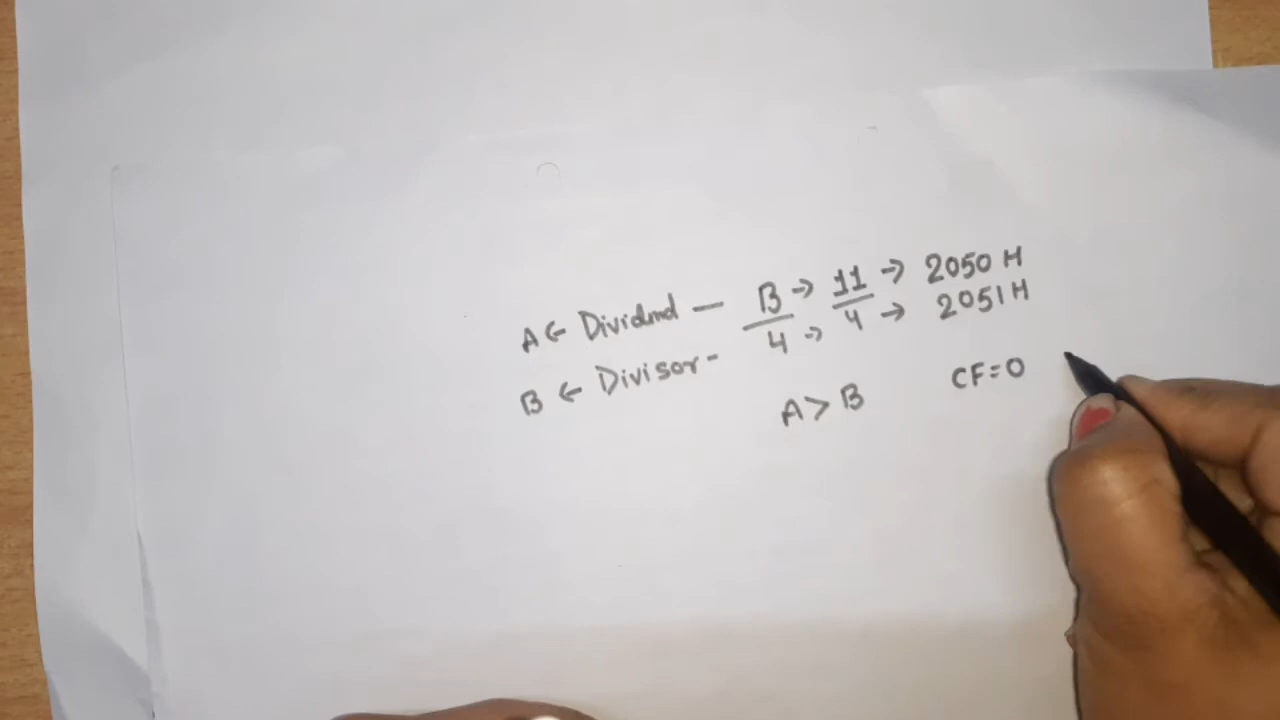 A ← Dividend — B → 11 → 2050 H
B ← Divisor - 4 → 4 → 2051 H
A > B CF = 0